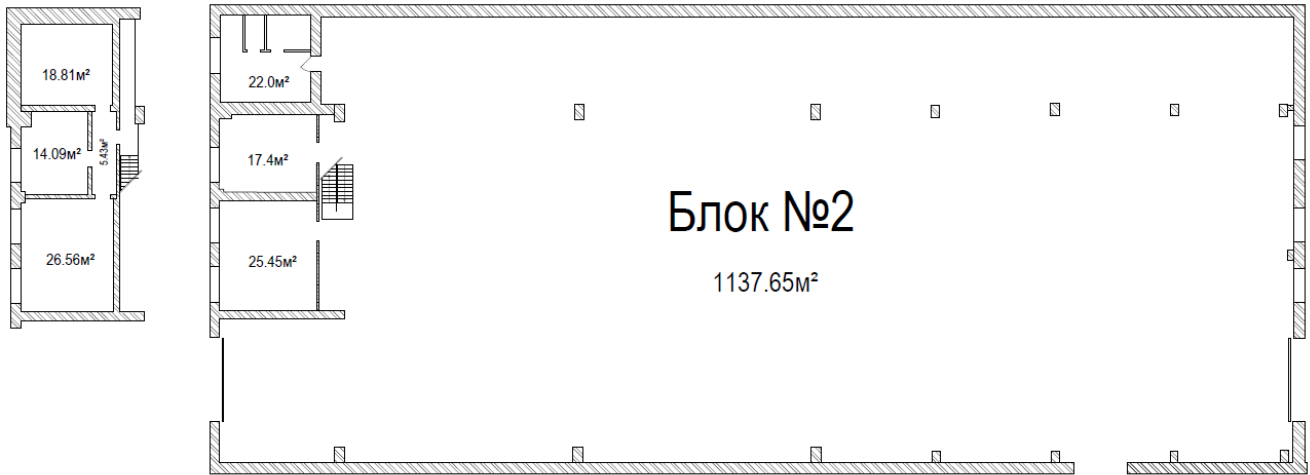 18.81м²
14.09м²
5.43м²
26.56м²
22.0м²
17.4м²
25.45м²
Блок №2
1137.65м²